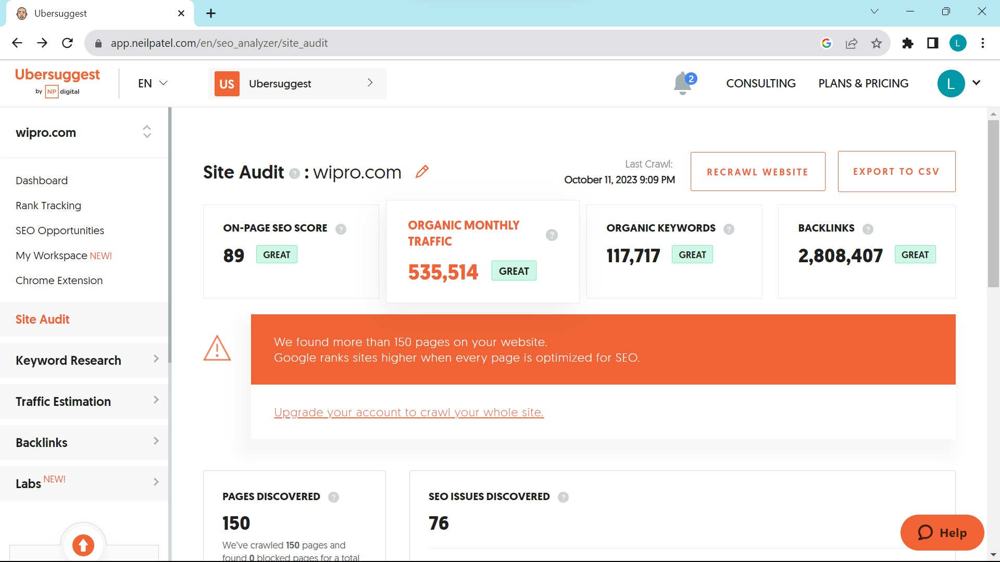 Ubersuggest
app.neilpatel.com/en/seo_analyzer/site_audit
L
Ubersuggest
by NP digital
EN
US Ubersuggest
2
CONSULTING
PLANS & PRICING
L
wipro.com
Dashboard
Rank Tracking
SEO Opportunities
My Workspace NEW!
Chrome Extension
Site Audit
Keyword Research
Traffic Estimation
Backlinks
Labs NEW!
Site Audit ? : wipro.com
Last Crawl:
October 11, 2023 9:09 PM
RECRAWL WEBSITE
EXPORT TO CSV
ON-PAGE SEO SCORE ?
89 GREAT
ORGANIC MONTHLY
TRAFFIC ?
535,514 GREAT
ORGANIC KEYWORDS ?
117,717 GREAT
BACKLINKS ?
2,808,407 GREAT
We found more than 150 pages on your website.
Google ranks sites higher when every page is optimized for SEO.
Upgrade your account to crawl your whole site.
PAGES DISCOVERED ?
150
We've crawled 150 pages and
found 0 blocked pages for a total
SEO ISSUES DISCOVERED ?
76
Help